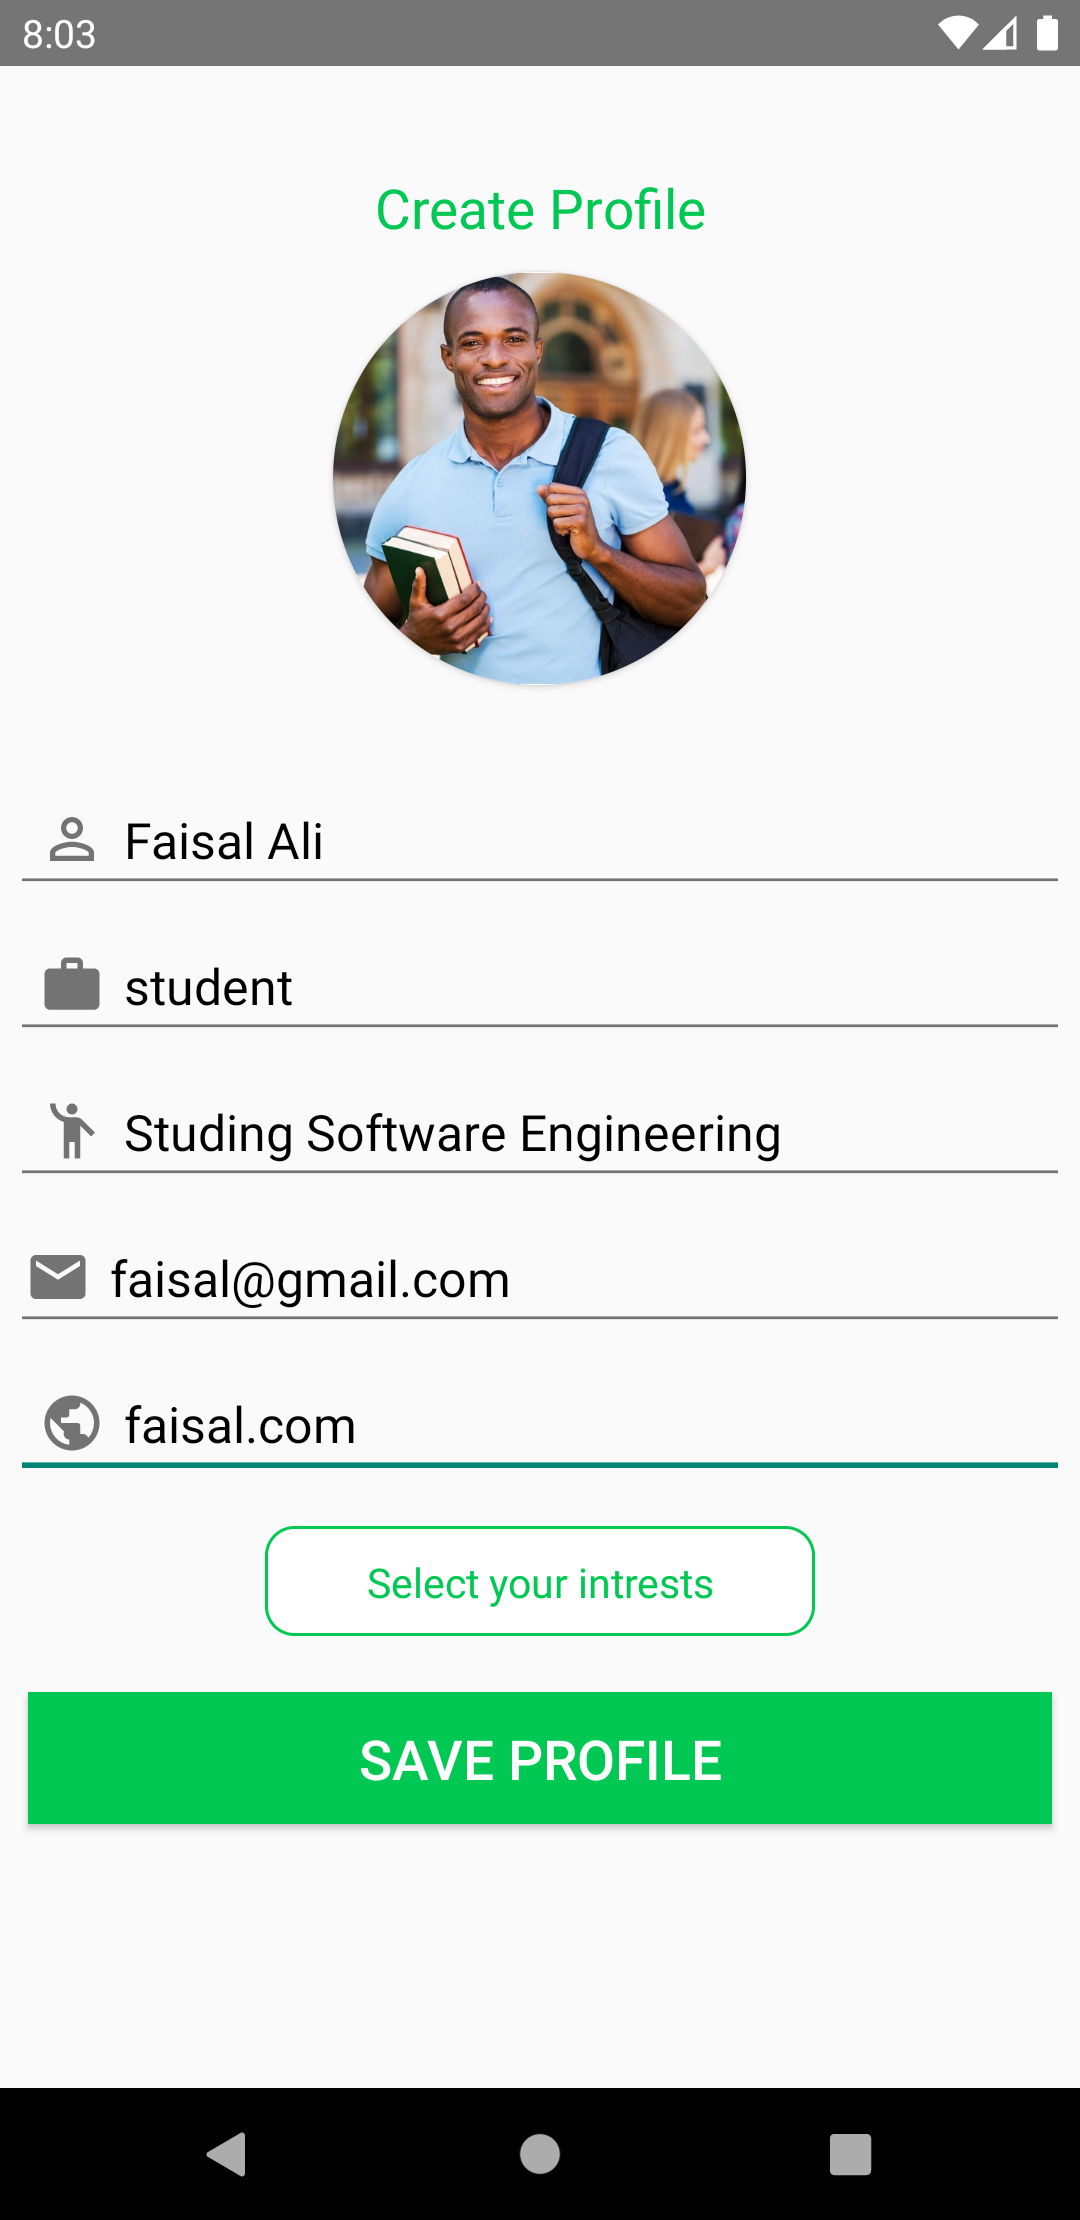 8:03
Create Profile
Faisal Ali
student
Studing Software Engineering
faisal@gmail.com
faisal.com
Select your intrests
SAVE PROFILE